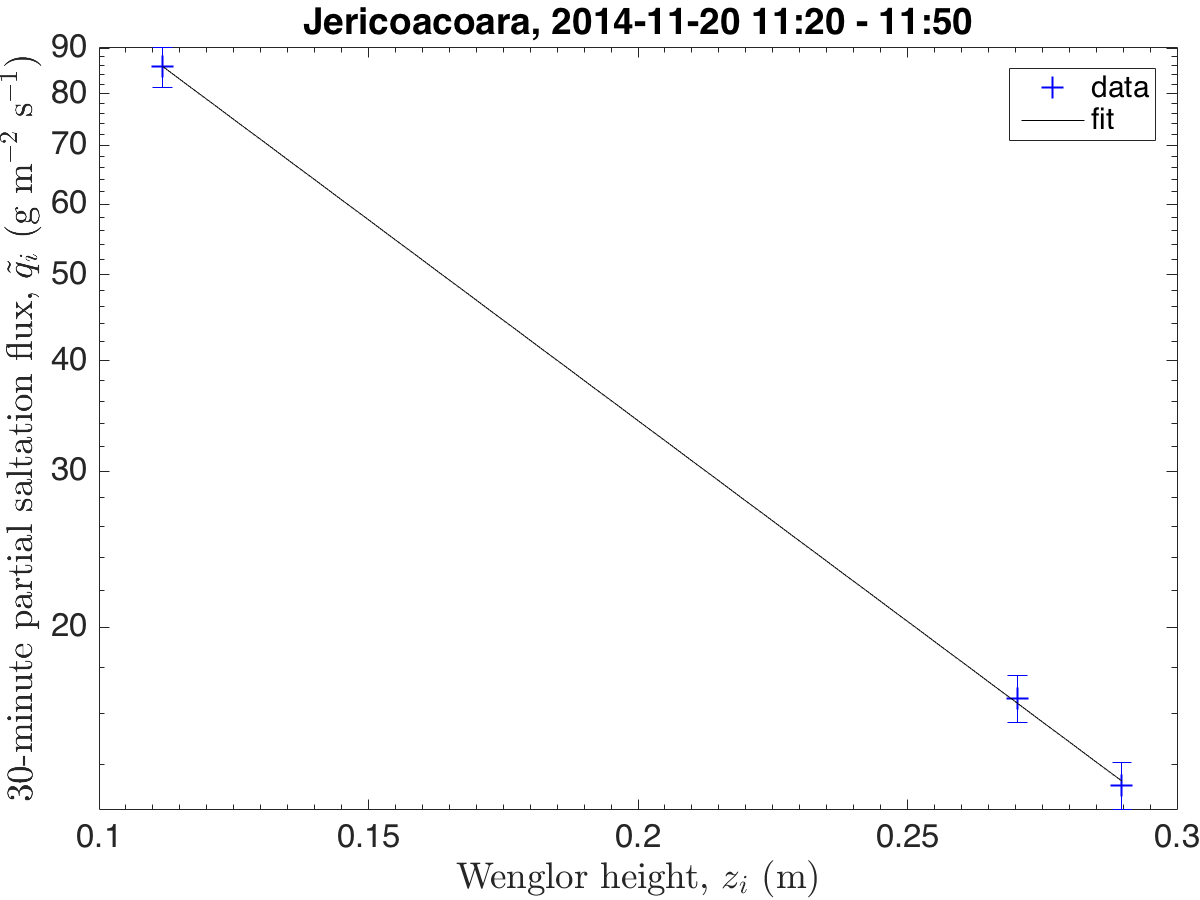 Jericoacoara, 2014-11-20 11:20 - 11:50
30-minute partial saltation flux, q̃ᵢ (g m⁻² s⁻¹)
90
80
70
60
50
40
30
20
data
fit
0.1 0.15 0.2 0.25 0.3
Wenglor height, zᵢ (m)